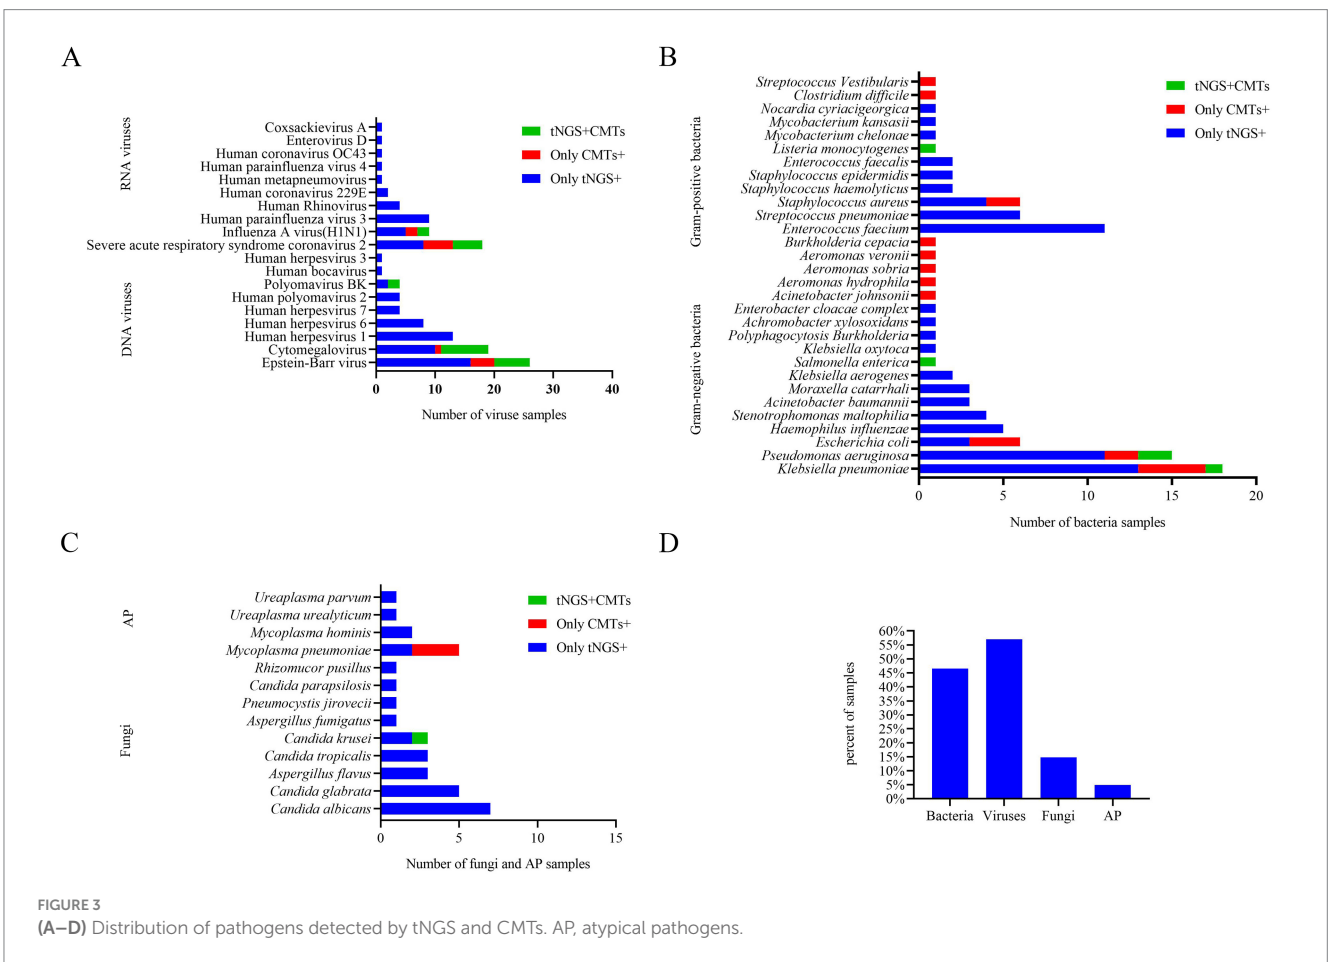 A
RNA viruses
DNA viruses
Coxsackievirus A
Enterovirus D
Human coronavirus OC43
Human parainfluenza virus 4
Human metapneumovirus
Human coronavirus 229E
Human Rhinovirus
Human parainfluenza virus 3
Influenza A virus(H1N1)
Severe acute respiratory syndrome coronavirus 2
Human herpesvirus 3
Human bocavirus
Polyomavirus BK
Human polyomavirus 2
Human herpesvirus 7
Human herpesvirus 6
Human herpesvirus 1
Cytomegalovirus
Epstein-Barr virus
0 10 20 30 40
Number of viruse samples
tNGS+CMTs
Only CMTs+
Only tNGS+
B
Gram-positive bacteria
Gram-negative bacteria
Streptococcus Vestibularis
Clostridium difficile
Nocardia cyriacigeorgica
Mycobacterium kansasii
Mycobacterium chelonae
Listeria monocytogenes
Enterococcus faecalis
Staphylococcus epidermidis
Staphylococcus haemolyticus
Staphylococcus aureus
Streptococcus pneumoniae
Enterococcus faecium
Burkholderia cepacia
Aeromonas veronii
Aeromonas sobria
Aeromonas hydrophila
Acinetobacter johnsonii
Enterobacter cloacae complex
Achromobacter xylosoxidans
Polyphagocytosis Burkholderia
Klebsiella oxytoca
Salmonella enterica
Klebsiella aerogenes
Moraxella catarrhali
Acinetobacter baumannii
Stenotrophomonas maltophilia
Haemophilus influenzae
Escherichia coli
Pseudomonas aeruginosa
Klebsiella pneumoniae
0 5 10 15 20
Number of bacteria samples
tNGS+CMTs
Only CMTs+
Only tNGS+
C
AP
Fungi
Ureaplasma parvum
Ureaplasma urealyticum
Mycoplasma hominis
Mycoplasma pneumoniae
Rhizomucor pusillus
Candida parapsilosis
Pneumocystis jirovecii
Aspergillus fumigatus
Candida krusei
Candida tropicalis
Aspergillus flavus
Candida glabrata
Candida albicans
0 5 10 15
Number of fungi and AP samples
tNGS+CMTs
Only CMTs+
Only tNGS+
D
percent of samples
60%
55%
50%
45%
40%
35%
30%
25%
20%
15%
10%
5%
0%
Bacteria Viruses Fungi AP
FIGURE 3
(A–D) Distribution of pathogens detected by tNGS and CMTs. AP, atypical pathogens.